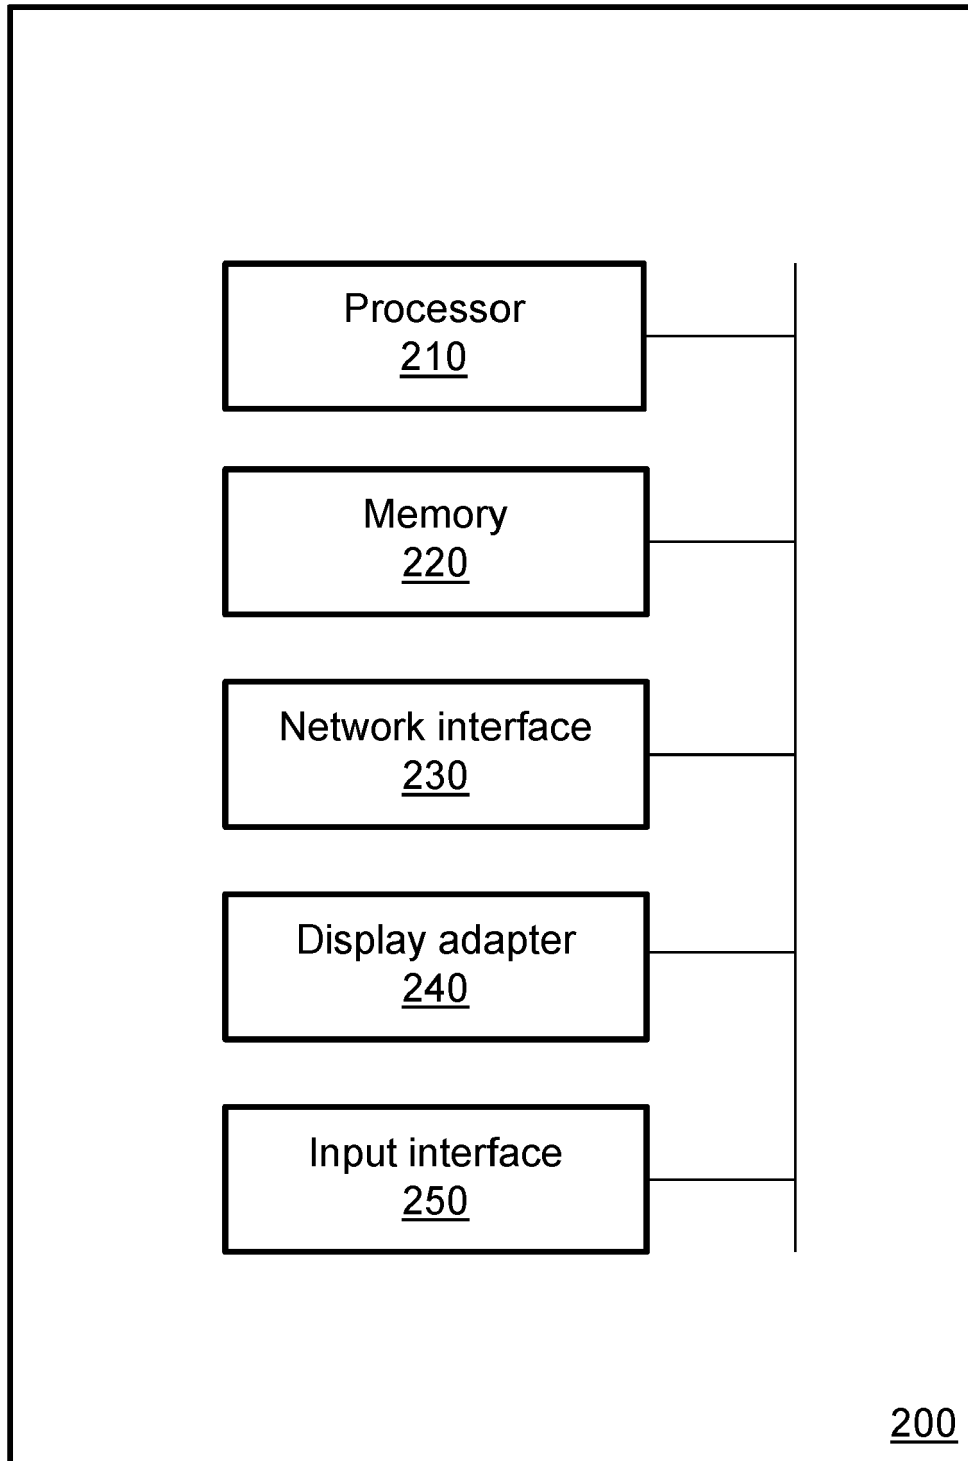 Processor
210
Memory
220
Network interface
230
Display adapter
240
Input interface
250
200